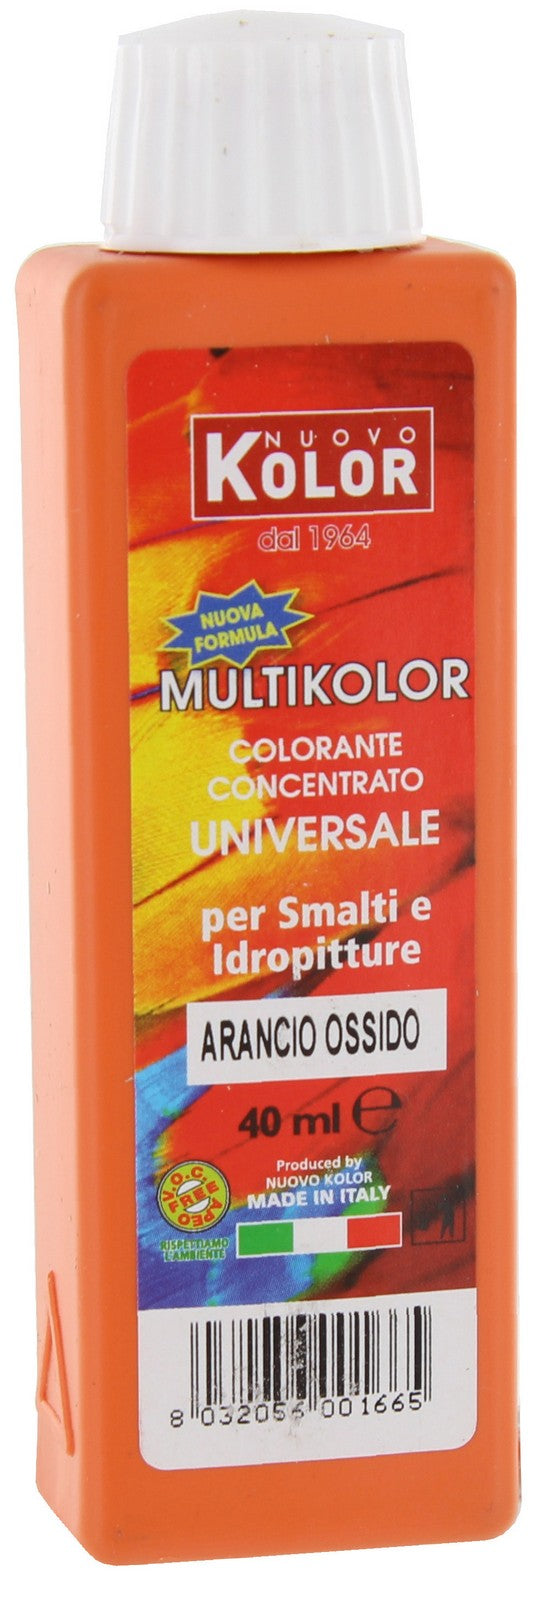 NUOVO
KOLOR
dal 1964
NUOVA
FORMULA
MULTIKOLOR
COLORANTE
CONCENTRATO
UNIVERSALE
per Smalti e
Idropitture
ARANCIO OSSIDO
40 ml e
V.O.C.
FREE
APEO
RISPETTIAMO
L'AMBIENTE
Produced by
NUOVO KOLOR
MADE IN ITALY
8 032056 001665